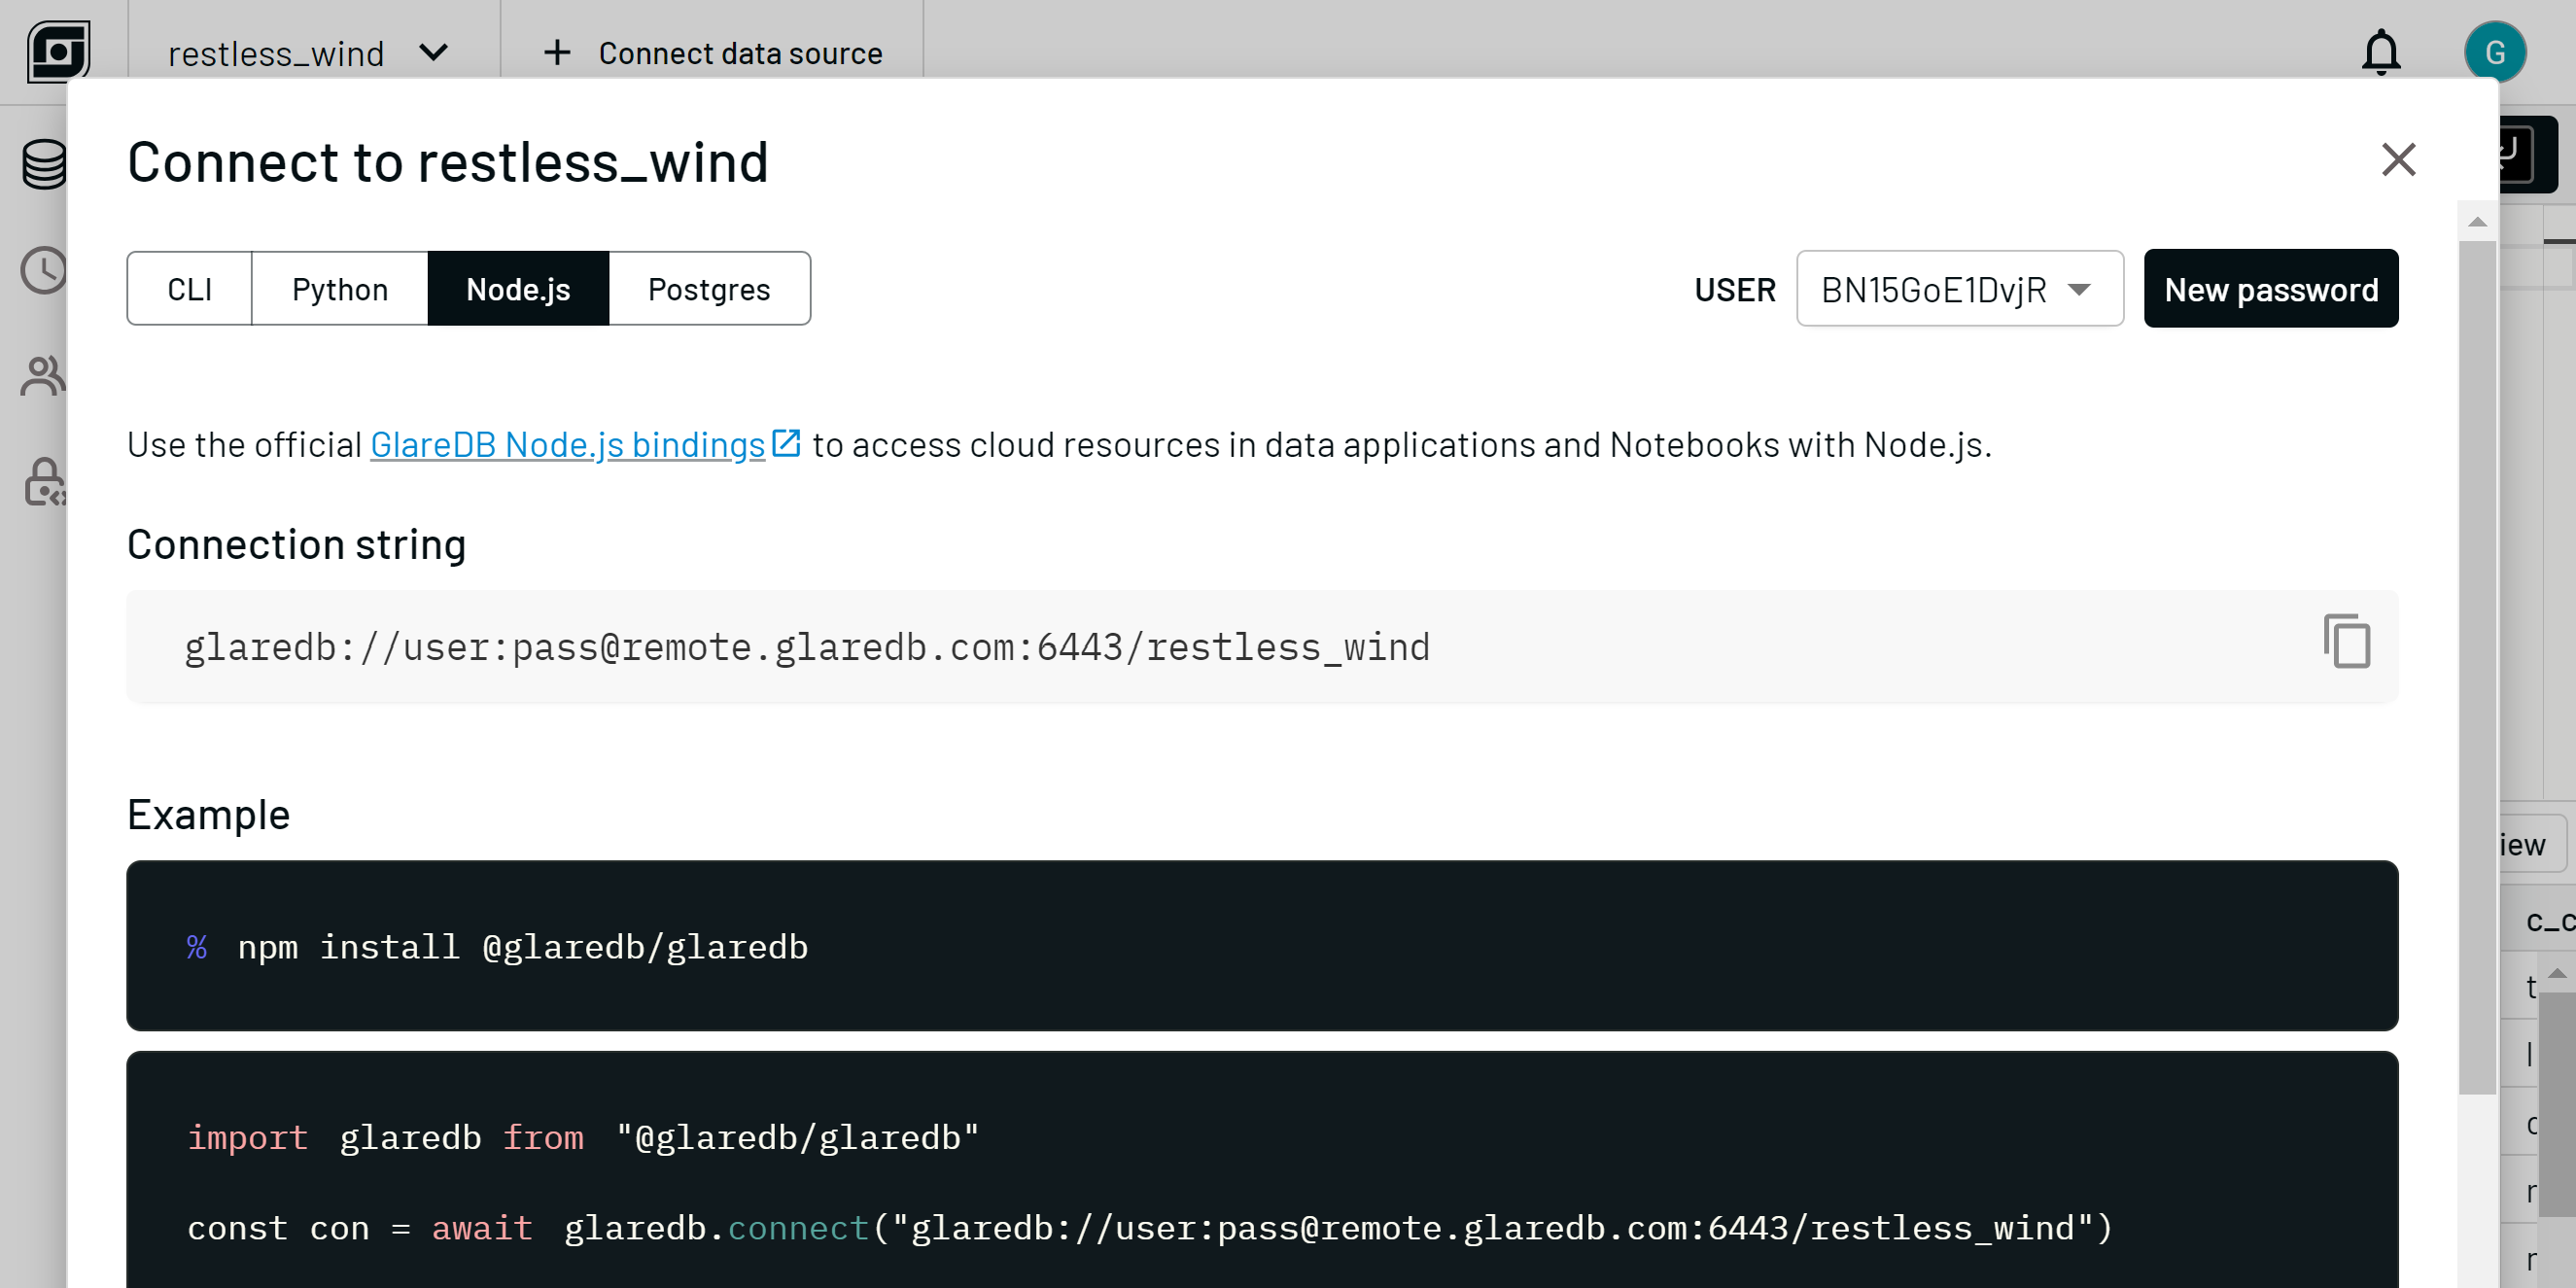 restless_wind
+ Connect data source
G
Connect to restless_wind
CLI
Python
Node.js
Postgres
USER
BN15GoE1DvjR
New password
Use the official GlareDB Node.js bindings to access cloud resources in data applications and Notebooks with Node.js.
Connection string
glaredb://user:pass@remote.glaredb.com:6443/restless_wind
Example
% npm install @glaredb/glaredb
import glaredb from "@glaredb/glaredb"
const con = await glaredb.connect("glaredb://user:pass@remote.glaredb.com:6443/restless_wind")